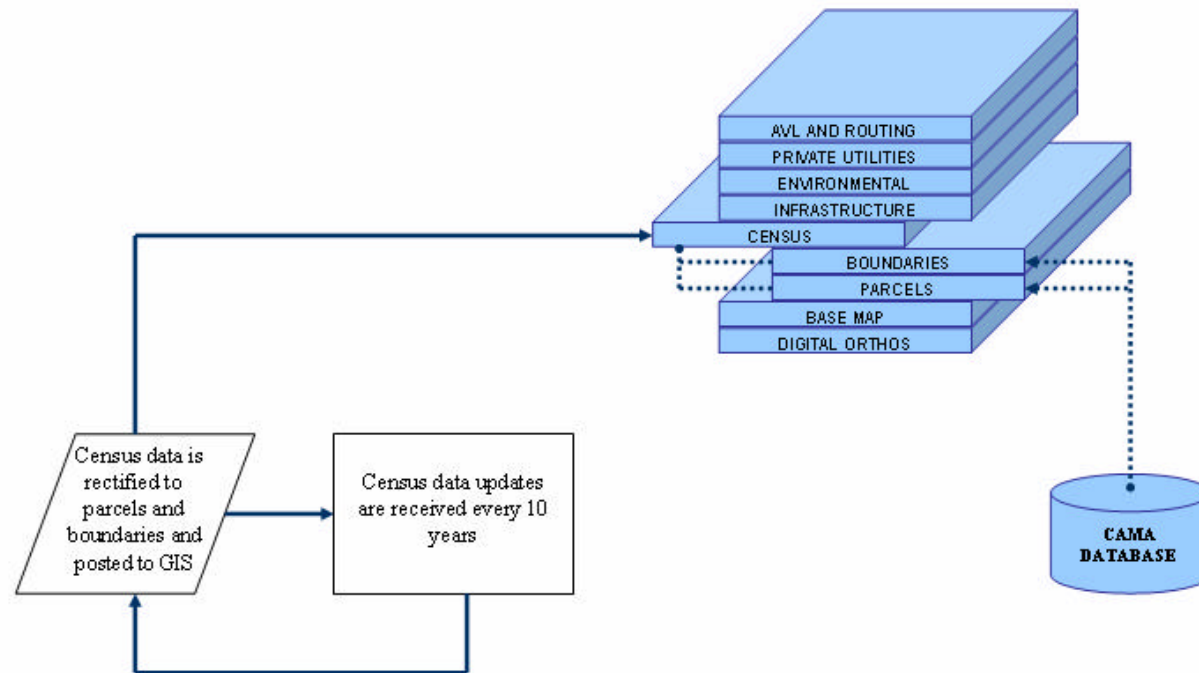 AVL AND ROUTING
PRIVATE UTILITIES
ENVIRONMENTAL
INFRASTRUCTURE
CENSUS
BOUNDARIES
PARCELS
BASE MAP
DIGITAL ORTHOS
Census data is
rectified to
parcels and
boundaries and
posted to GIS
Census data updates
are received every 10
years
CAMA
DATABASE